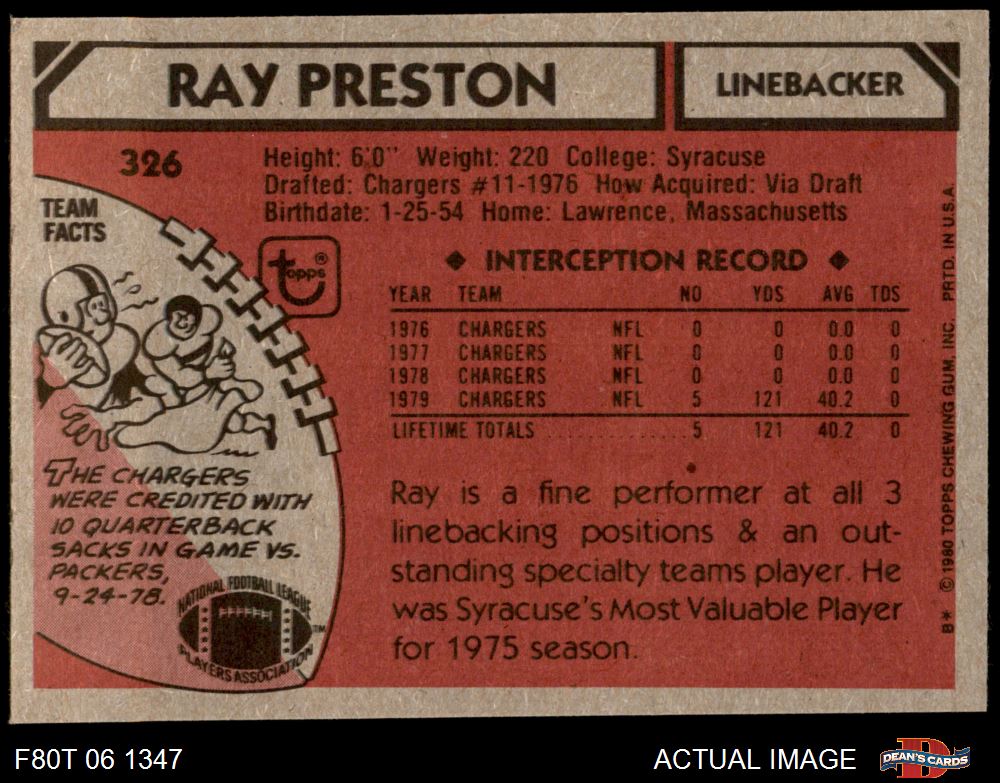 RAY PRESTON LINEBACKER
326
Height: 6'0" Weight: 220 College: Syracuse
Drafted: Chargers #11-1976 How Acquired: Via Draft
Birthdate: 1-25-54 Home: Lawrence, Massachusetts
TEAM
FACTS
topps ®
◆ INTERCEPTION RECORD ◆
YEAR TEAM NO YDS AVG TDS
1976 CHARGERS NFL 0 0 0.0 0
1977 CHARGERS NFL 0 0 0.0 0
1978 CHARGERS NFL 0 0 0.0 0
1979 CHARGERS NFL 5 121 40.2 0
LIFETIME TOTALS .................... 5 121 40.2 0
THE CHARGERS
WERE CREDITED WITH
10 QUARTERBACK
SACKS IN GAME VS.
PACKERS,
9-24-78.
NATIONAL FOOTBALL LEAGUE
PLAYERS ASSOCIATION
TM
Ray is a fine performer at all 3
linebacking positions & an out-
standing specialty teams player. He
was Syracuse's Most Valuable Player
for 1975 season.
B* © 1980 TOPPS CHEWING GUM, INC. PRTD. IN U.S.A.
F80T 06 1347 ACTUAL IMAGE DEAN'S CARDS